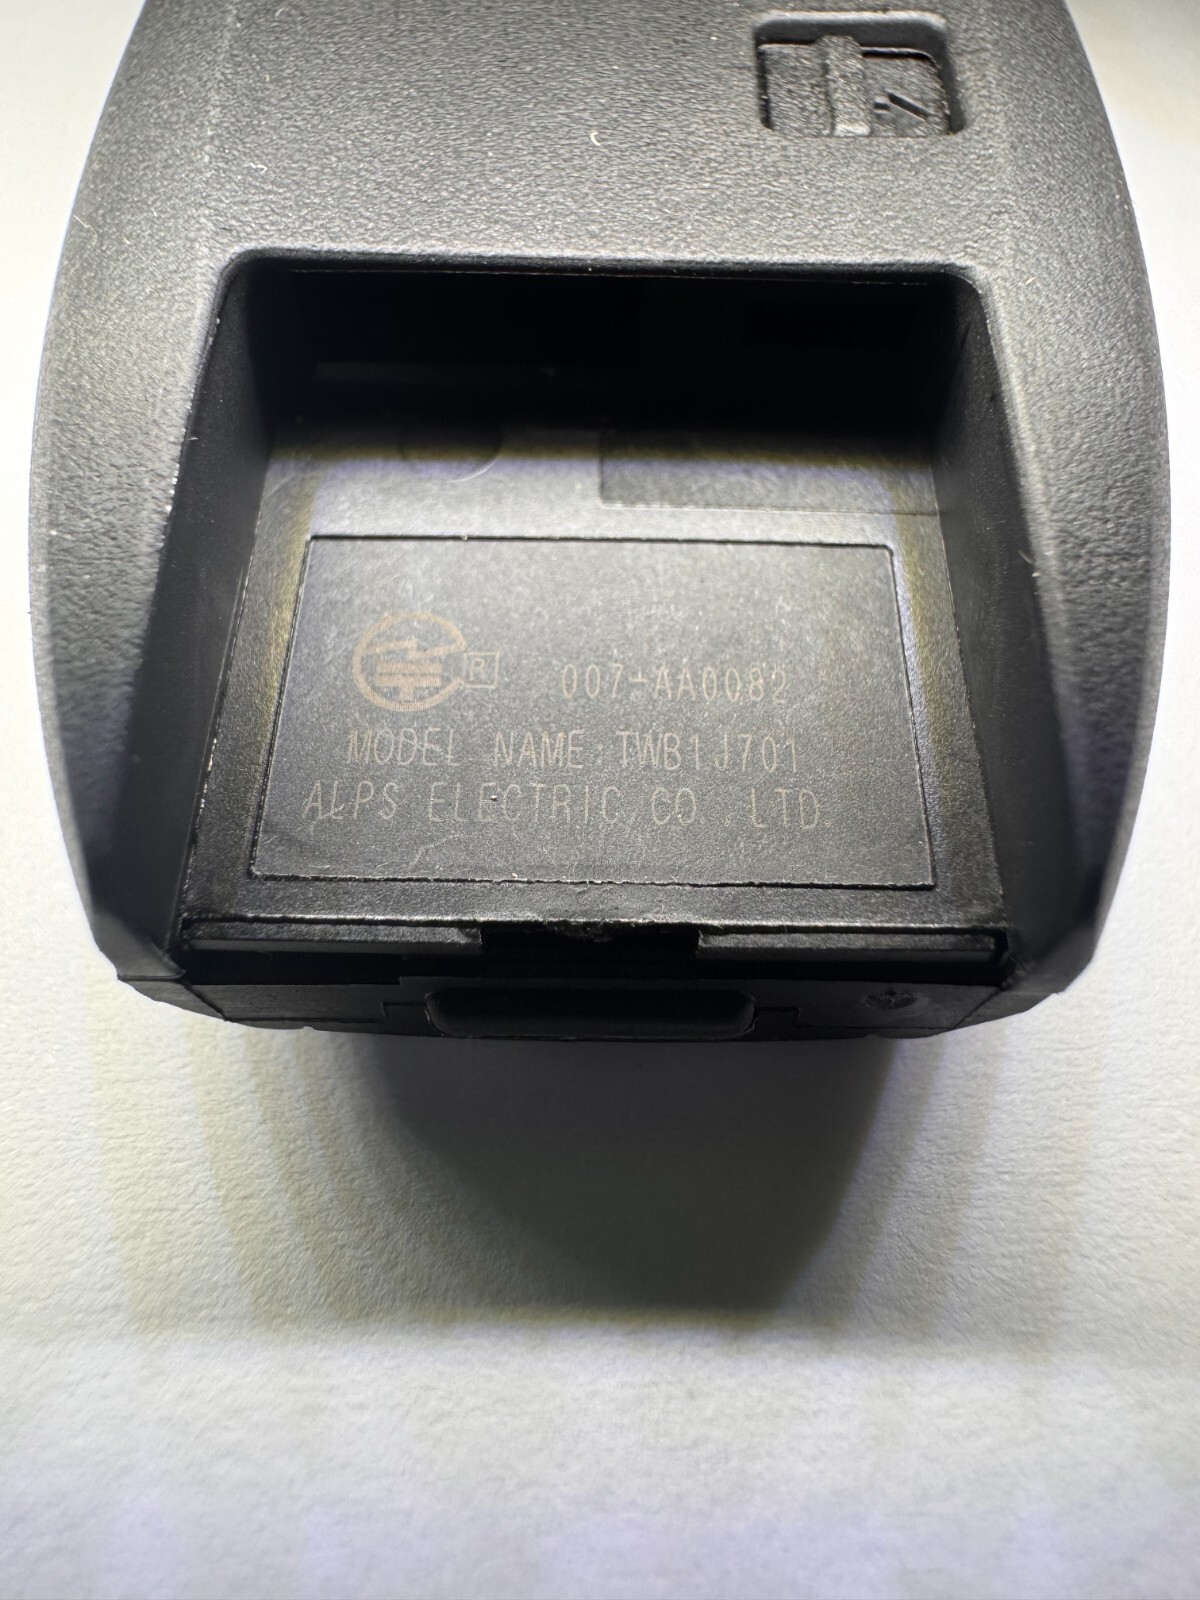 R 007-AA0082
MODEL NAME:TWB1J701
ALPS ELECTRIC CO., LTD